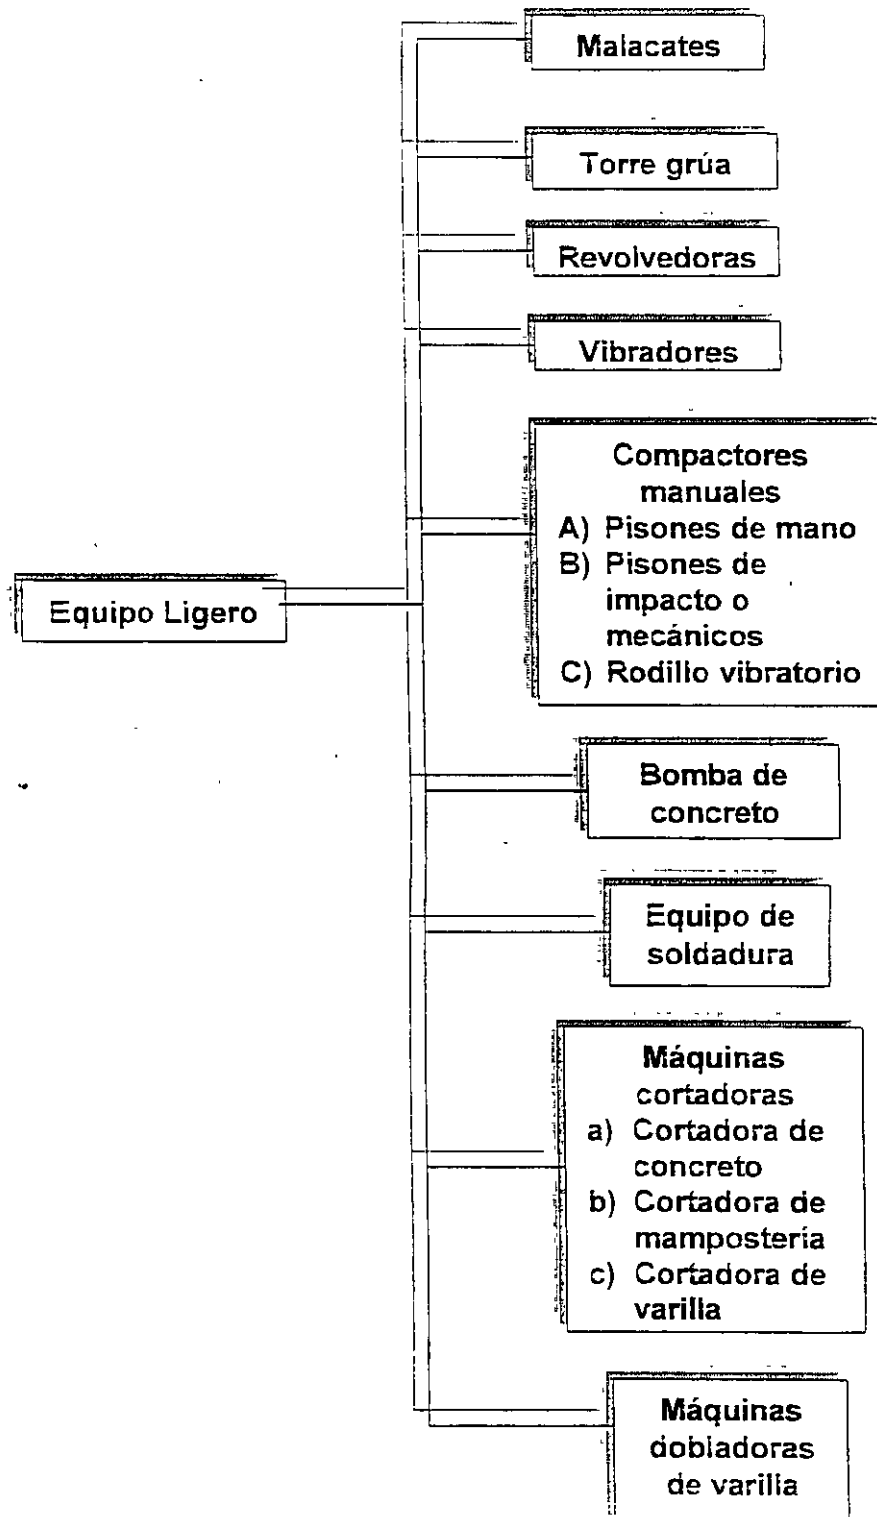 Malacates
Torre grúa
Revolvedoras
Vibradores
Compactores
manuales
A) Pisones de mano
B) Pisones de
impacto o
mecánicos
C) Rodillo vibratorio
Equipo Ligero
Bomba de
concreto
Equipo de
soldadura
Máquinas
cortadoras
a) Cortadora de
concreto
b) Cortadora de
mampostería
c) Cortadora de
varilla
Máquinas
dobladoras
de varilla